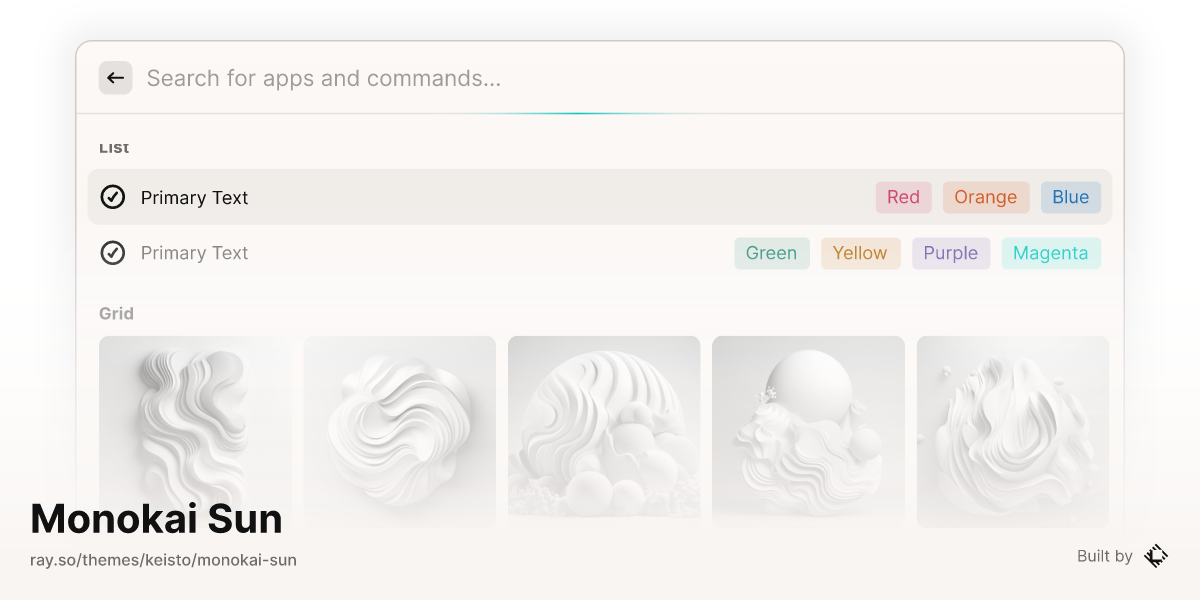 Search for apps and commands...
List
Primary Text Red Orange Blue
Primary Text Green Yellow Purple Magenta
Grid
Monokai Sun
ray.so/themes/keisto/monokai-sun
Built by